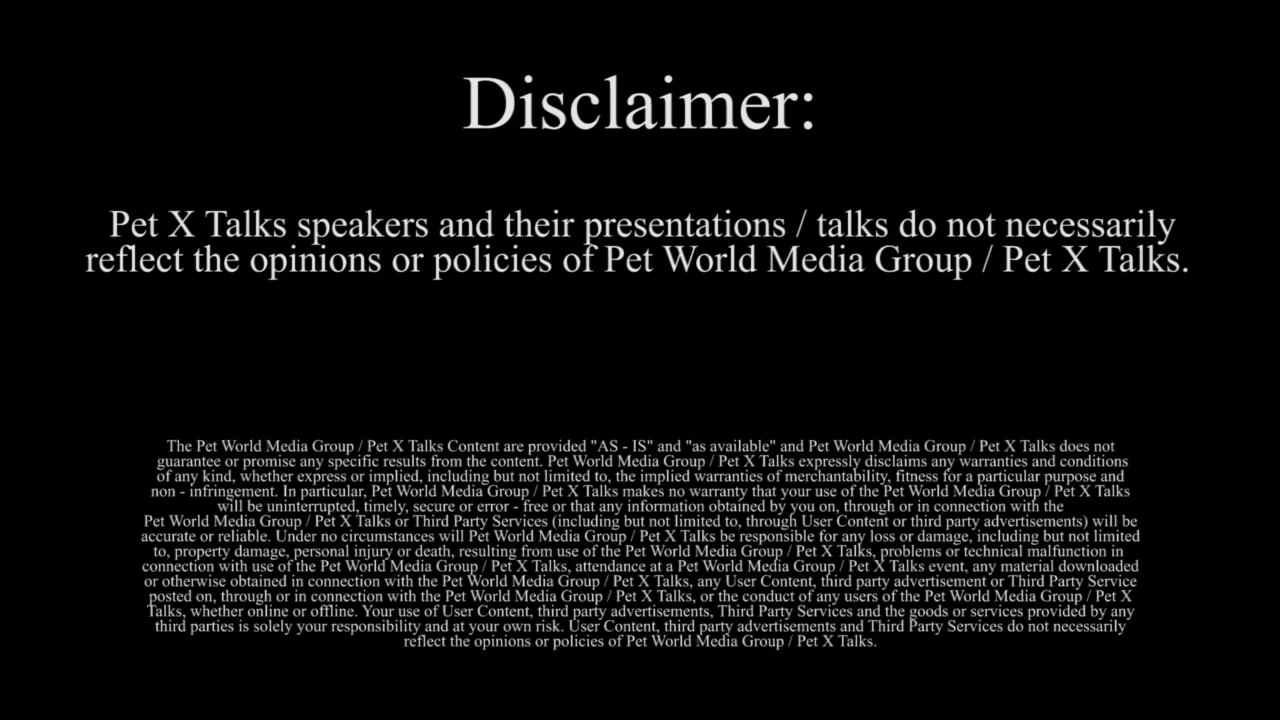 Disclaimer:
Pet X Talks speakers and their presentations / talks do not necessarily
reflect the opinions or policies of Pet World Media Group / Pet X Talks.
The Pet World Media Group / Pet X Talks Content are provided "AS - IS" and "as available" and Pet World Media Group / Pet X Talks does not
guarantee or promise any specific results from the content. Pet World Media Group / Pet X Talks expressly disclaims any warranties and conditions
of any kind, whether express or implied, including but not limited to, the implied warranties of merchantability, fitness for a particular purpose and
non - infringement. In particular, Pet World Media Group / Pet X Talks makes no warranty that your use of the Pet World Media Group / Pet X Talks
will be uninterrupted, timely, secure or error - free or that any information obtained by you on, through or in connection with the
Pet World Media Group / Pet X Talks or Third Party Services (including but not limited to, through User Content or third party advertisements) will be
accurate or reliable. Under no circumstances will Pet World Media Group / Pet X Talks be responsible for any loss or damage, including but not limited
to, property damage, personal injury or death, resulting from use of the Pet World Media Group / Pet X Talks, problems or technical malfunction in
connection with use of the Pet World Media Group / Pet X Talks, attendance at a Pet World Media Group / Pet X Talks event, any material downloaded
or otherwise obtained in connection with the Pet World Media Group / Pet X Talks, any User Content, third party advertisement or Third Party Service
posted on, through or in connection with the Pet World Media Group / Pet X Talks, or the conduct of any users of the Pet World Media Group / Pet X
Talks, whether online or offline. Your use of User Content, third party advertisements, Third Party Services and the goods or services provided by any
third parties is solely your responsibility and at your own risk. User Content, third party advertisements and Third Party Services do not necessarily
reflect the opinions or policies of Pet World Media Group / Pet X Talks.